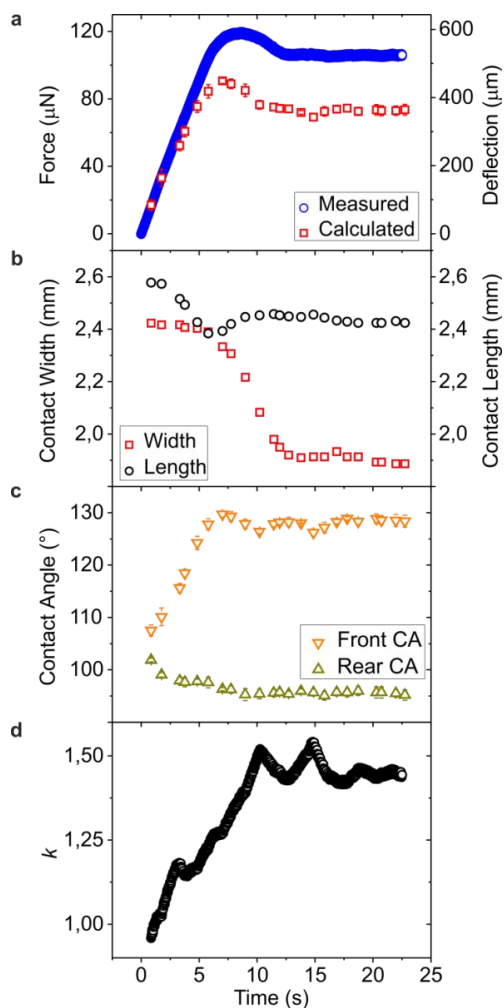 a
120
80
40
0
Force (µN)
600
400
200
0
Deflection (µm)
Measured
Calculated
b
2,6
2,4
2,2
2,0
Contact Width (mm)
2,6
2,4
2,2
2,0
Contact Length (mm)
Width
Length
c
130
120
110
100
Contact Angle (°)
Front CA
Rear CA
d
1,50
1,25
1,00
k
0 5 10 15 20 25
Time (s)